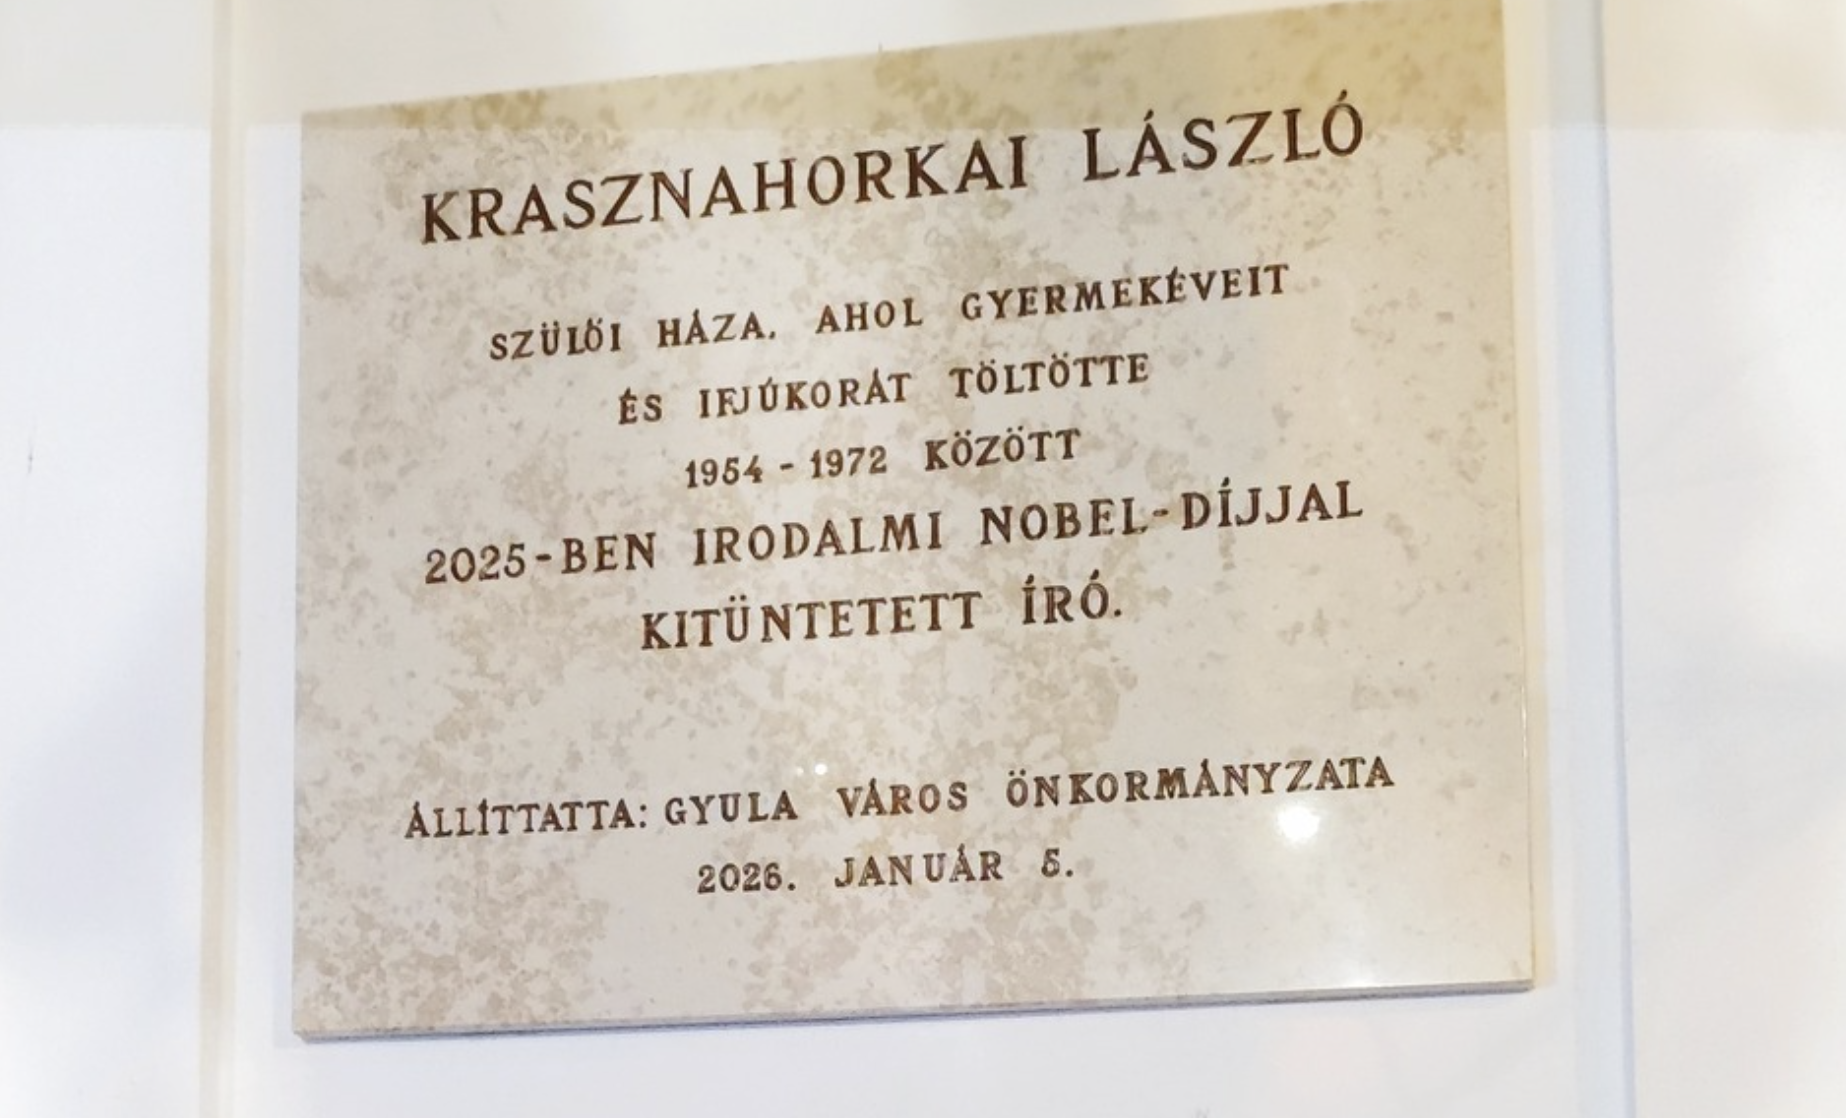 KRASZNAHORKAI LÁSZLÓ
SZÜLŐI HÁZA. AHOL GYERMEKÉVEIT
ÉS IFJÚKORÁT TÖLTÖTTE
1954 - 1972 KÖZÖTT
2025-BEN IRODALMI NOBEL-DÍJJAL
KITÜNTETETT ÍRÓ.
ÁLLÍTTATTA: GYULA VÁROS ÖNKORMÁNYZATA
2026. JANUÁR 5.